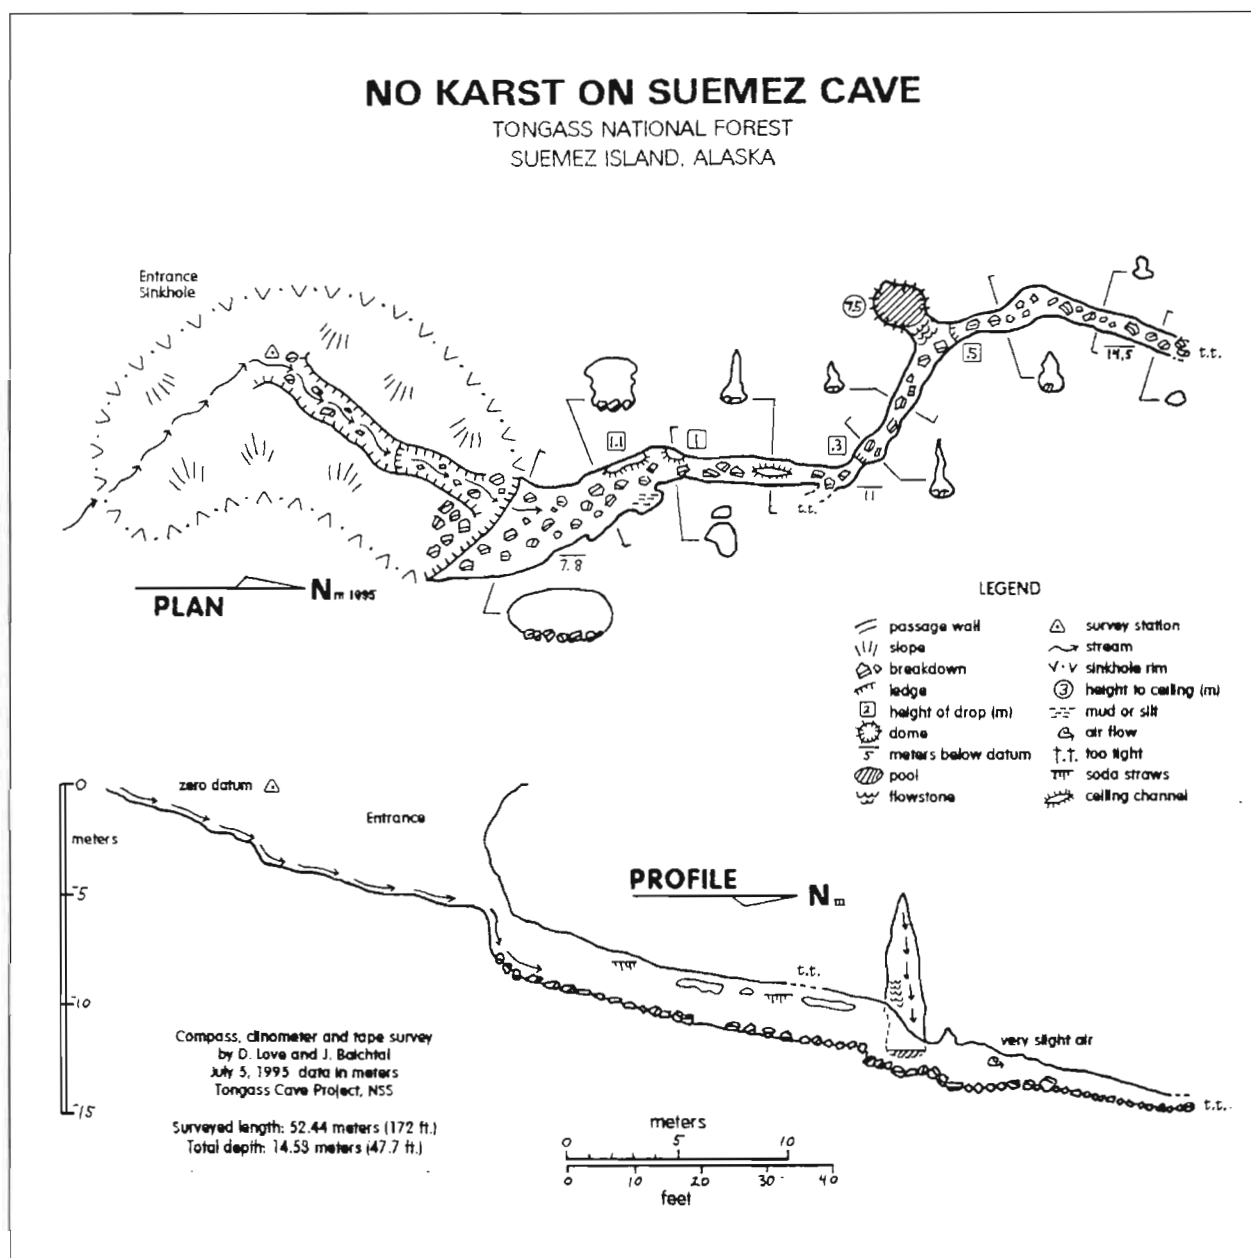 NO KARST ON SUEMEZ CAVE
TONGASS NATIONAL FOREST
SUEMEZ ISLAND, ALASKA
Entrance
Sinkhole
7.5
.5
14.5
t.t.
1.1
1
.3
11
t.t.
7.8
PLAN
N m 1995
LEGEND
passage wall
slope
breakdown
ledge
2 height of drop (m)
dome
5 meters below datum
pool
flowstone
survey station
stream
sinkhole rim
3 height to ceiling (m)
mud or silt
air flow
t.t. too tight
soda straws
ceiling channel
0
meters
-5
-10
-15
zero datum
Entrance
PROFILE
N m
t.t.
very slight air
t.t.
Compass, clinometer and tape survey
by D. Love and J. Baichtal
July 5, 1995 data in meters
Tongass Cave Project, NSS
Surveyed length: 52.44 meters (172 ft.)
Total depth: 14.53 meters (47.7 ft.)
meters
0 5 10
0 10 20 30 40
feet